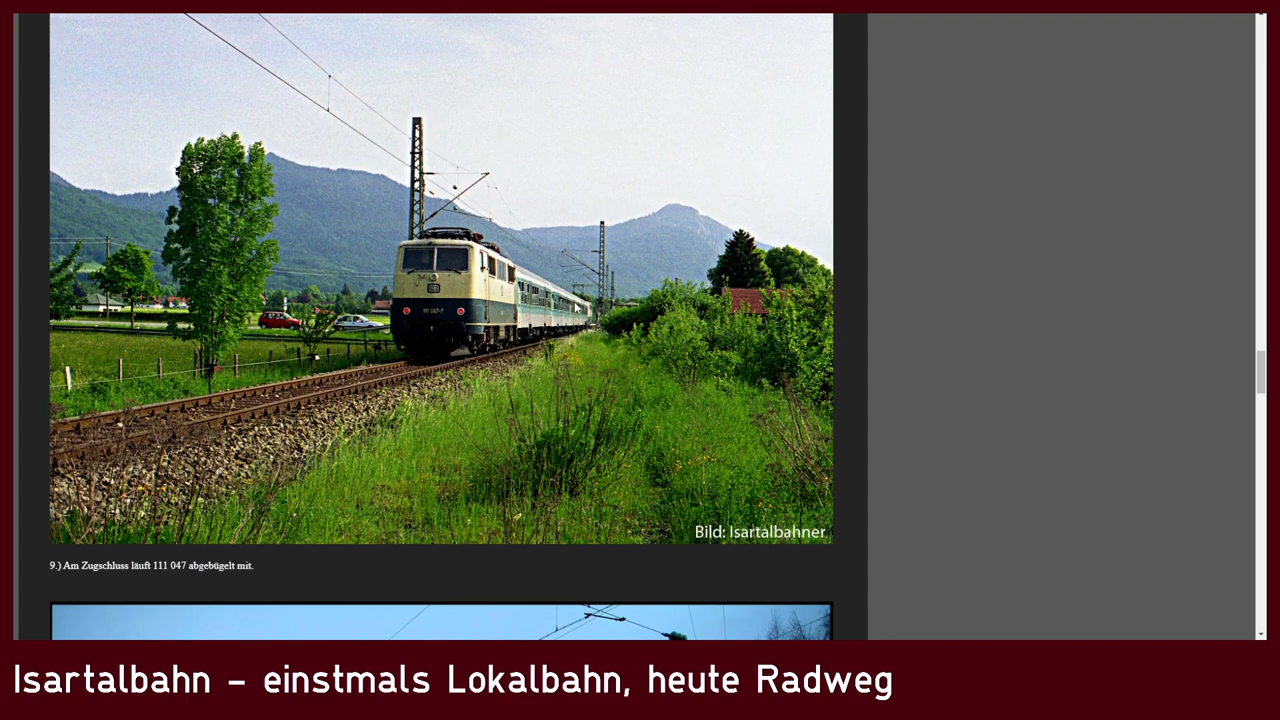 Bild: Isartalbahner
9.) Am Zugschluss läuft 111 047 abgebügelt mit.
Isartalbahn - einstmals Lokalbahn, heute Radweg